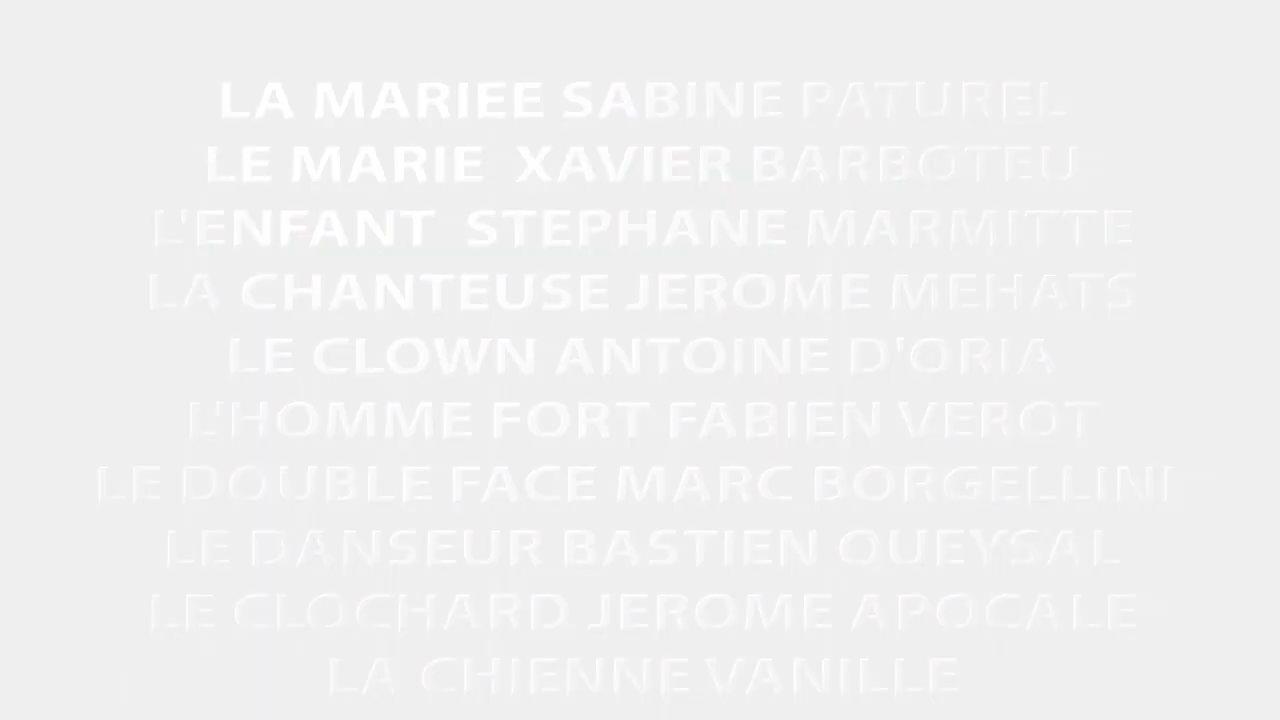 LA MARIEE SABINE PATUREL
LE MARIE XAVIER BARBOTEU
L'ENFANT STEPHANE MARMITTE
LA CHANTEUSE JEROME MEHATS
LE CLOWN ANTOINE D'ORIA
L'HOMME FORT FABIEN VEROT
LE DOUBLE FACE MARC BORGELLINI
LE DANSEUR BASTIEN OUEYSAL
LE CLOCHARD JEROME APOCALE
LA CHIENNE VANILLE